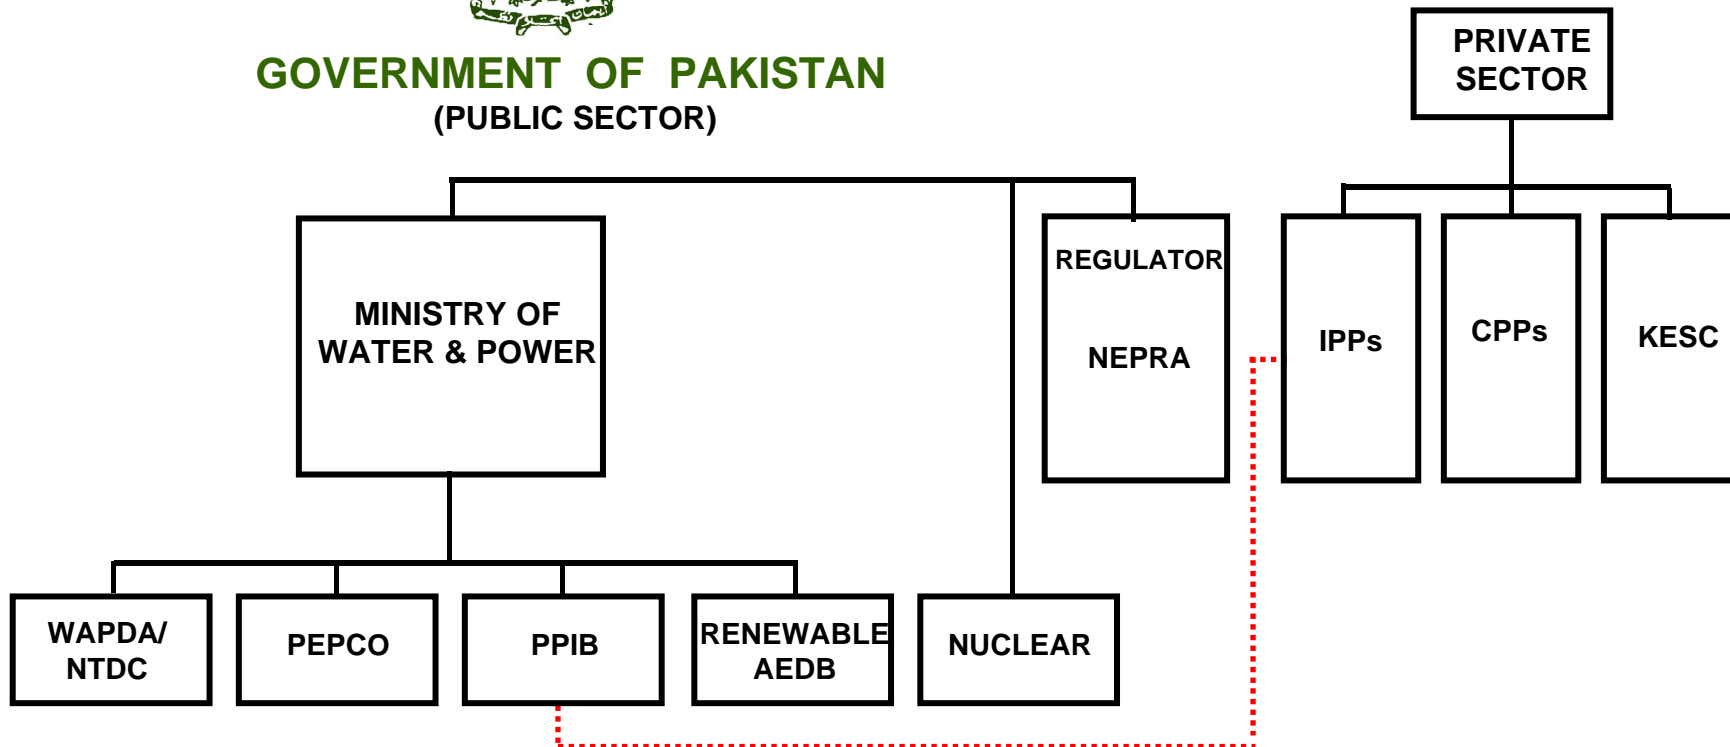 GOVERNMENT OF PAKISTAN
(PUBLIC SECTOR)
PRIVATE
SECTOR
MINISTRY OF
WATER & POWER
REGULATOR
NEPRA
IPPs
CPPs
KESC
WAPDA/
NTDC
PEPCO
PPIB
RENEWABLE
AEDB
NUCLEAR